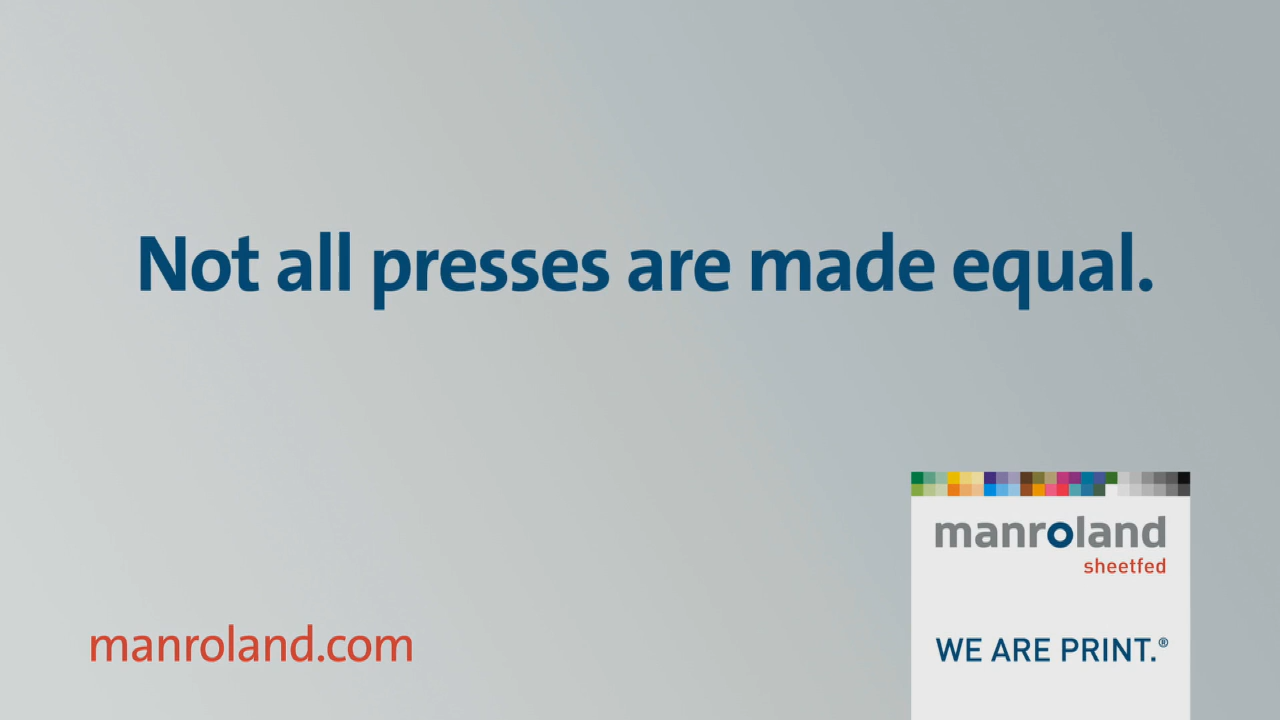 Not all presses are made equal.
manroland
sheetfed
manroland.com
WE ARE PRINT.®